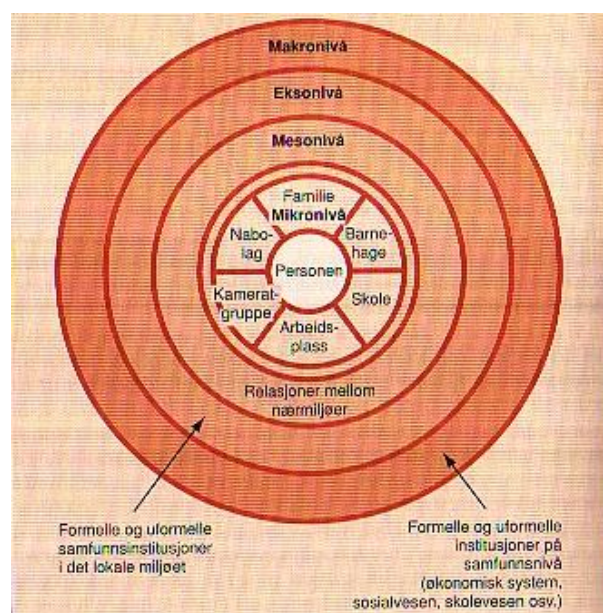 Makronivå
Eksonivå
Mesonivå
Familie
Mikronivå
Nabo-
lag
Barne-
hage
Personen
Kamerat-
gruppe
Skole
Arbeids-
plass
Relasjoner mellom
nærmiljøer
Formelle og uformelle
samfunnsinstitusjoner
i det lokale miljøet
Formelle og uformelle
institusjoner på
samfunnsnivå
(økonomisk system,
sosialvesen, skolevesen osv.)